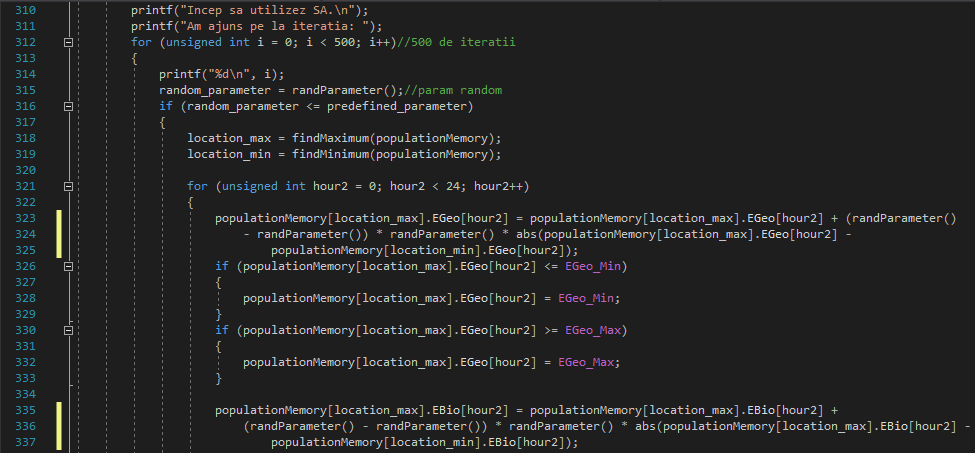 310 printf("Incep sa utilizez SA.\n");
311 printf("Am ajuns pe la iteratia: ");
312 for (unsigned int i = 0; i < 500; i++)//500 de iteratii
313 {
314 printf("%d\n", i);
315 random_parameter = randParameter();//param random
316 if (random_parameter <= predefined_parameter)
317 {
318 location_max = findMaximum(populationMemory);
319 location_min = findMinimum(populationMemory);
320
321 for (unsigned int hour2 = 0; hour2 < 24; hour2++)
322 {
323 populationMemory[location_max].EGeo[hour2] = populationMemory[location_max].EGeo[hour2] + (randParameter()
324 - randParameter()) * randParameter() * abs(populationMemory[location_max].EGeo[hour2] -
325 populationMemory[location_min].EGeo[hour2]);
326 if (populationMemory[location_max].EGeo[hour2] <= EGeo_Min)
327 {
328 populationMemory[location_max].EGeo[hour2] = EGeo_Min;
329 }
330 if (populationMemory[location_max].EGeo[hour2] >= EGeo_Max)
331 {
332 populationMemory[location_max].EGeo[hour2] = EGeo_Max;
333 }
334
335 populationMemory[location_max].EBio[hour2] = populationMemory[location_max].EBio[hour2] +
336 (randParameter() - randParameter()) * randParameter() * abs(populationMemory[location_max].EBio[hour2] -
337 populationMemory[location_min].EBio[hour2]);